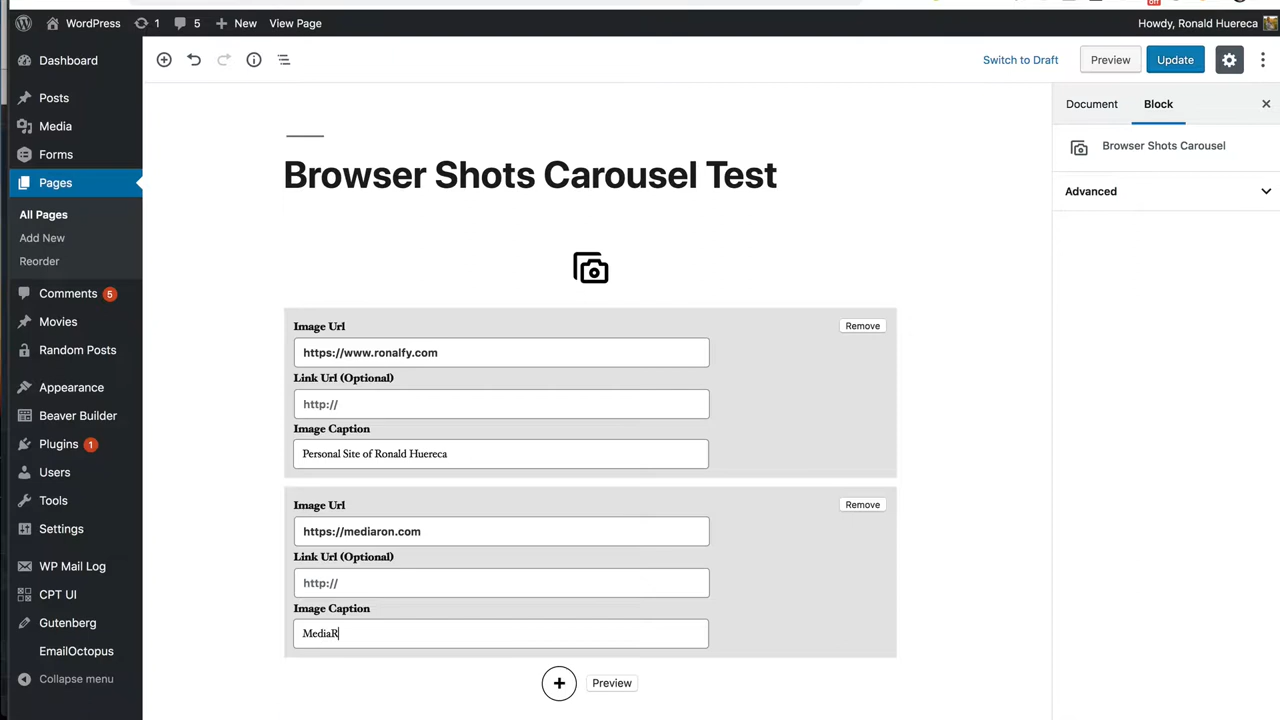 WordPress 1 5 New View Page Howdy, Ronald Huereca
off
Dashboard
Posts
Media
Forms
Pages
All Pages
Add New
Reorder
Comments 5
Movies
Random Posts
Appearance
Beaver Builder
Plugins 1
Users
Tools
Settings
WP Mail Log
CPT UI
Gutenberg
EmailOctopus
Collapse menu
Switch to Draft Preview Update
Browser Shots Carousel Test
Image Url Remove
https://www.ronalfy.com
Link Url (Optional)
http://
Image Caption
Personal Site of Ronald Huereca
Image Url Remove
https://mediaron.com
Link Url (Optional)
http://
Image Caption
MediaR
Preview
Document Block
Browser Shots Carousel
Advanced